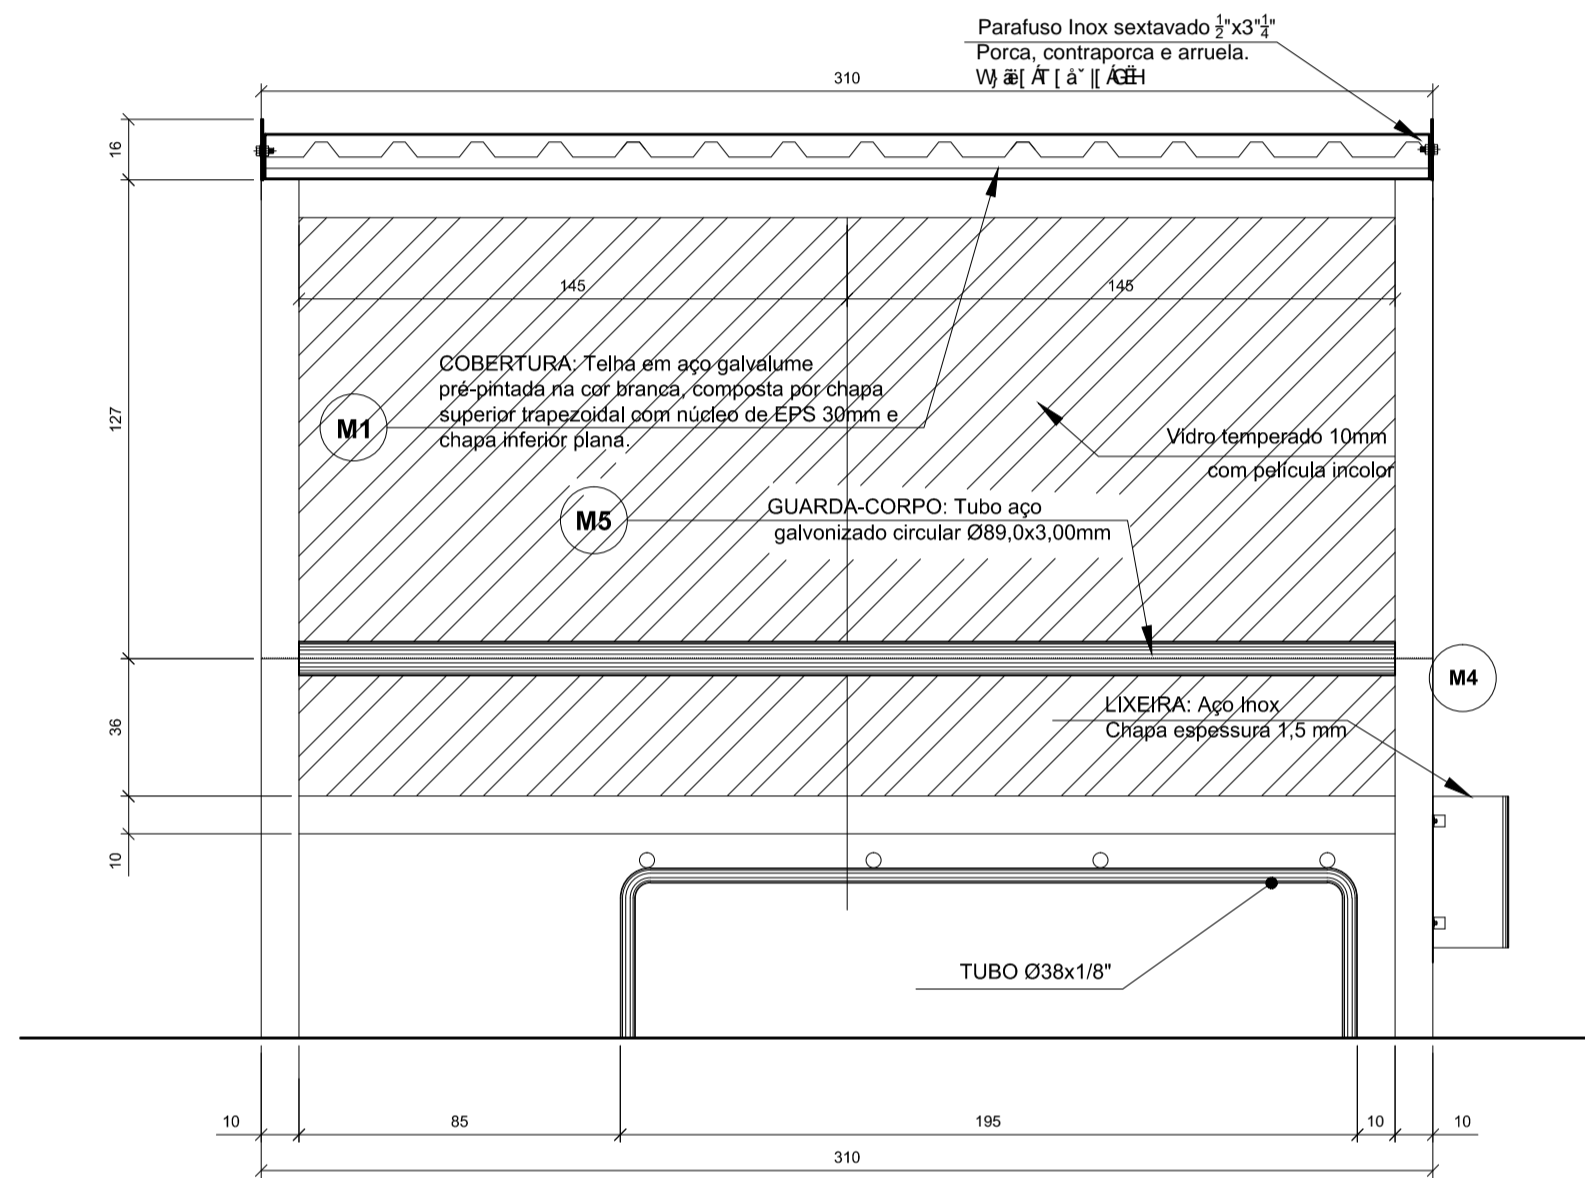 Parafuso Inox sextavado ½"x3"¼"
Porca, contraporca e arruela.
310
16
145
145
COBERTURA: Telha em aço galvalume
pré-pintada na cor branca, composta por chapa
superior trapezoidal com núcleo de EPS 30mm e
chapa inferior plana.
M1
127
Vidro temperado 10mm
com película incolor
M5
GUARDA-CORPO: Tubo aço
galvonizado circular Ø89,0x3,00mm
M4
36
LIXEIRA: Aço Inox
Chapa espessura 1,5 mm
10
TUBO Ø38x1/8"
10
85
195
10
10
310